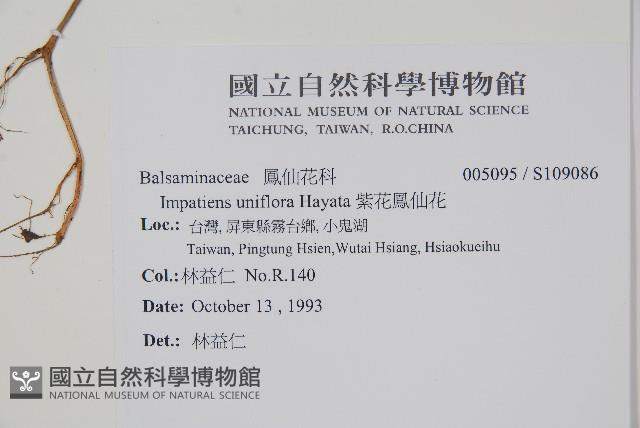 國立自然科學博物館
NATIONAL MUSEUM OF NATURAL SCIENCE
TAICHUNG, TAIWAN, R.O.CHINA
Balsaminaceae 鳳仙花科 005095 / S109086
Impatiens uniflora Hayata 紫花鳳仙花
Loc.: 台灣, 屏東縣霧台鄉, 小鬼湖
Taiwan, Pingtung Hsien,Wutai Hsiang, Hsiaokueihu
Col.:林益仁 No.R.140
Date: October 13 , 1993
Det.: 林益仁
國立自然科學博物館
NATIONAL MUSEUM OF NATURAL SCIENCE